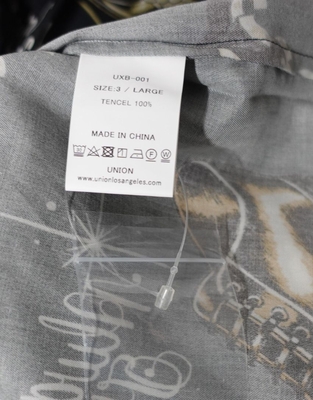 UXB-001
SIZE:3 / LARGE
TENCEL 100%
MADE IN CHINA
UNION
www.unionlosangeles.com